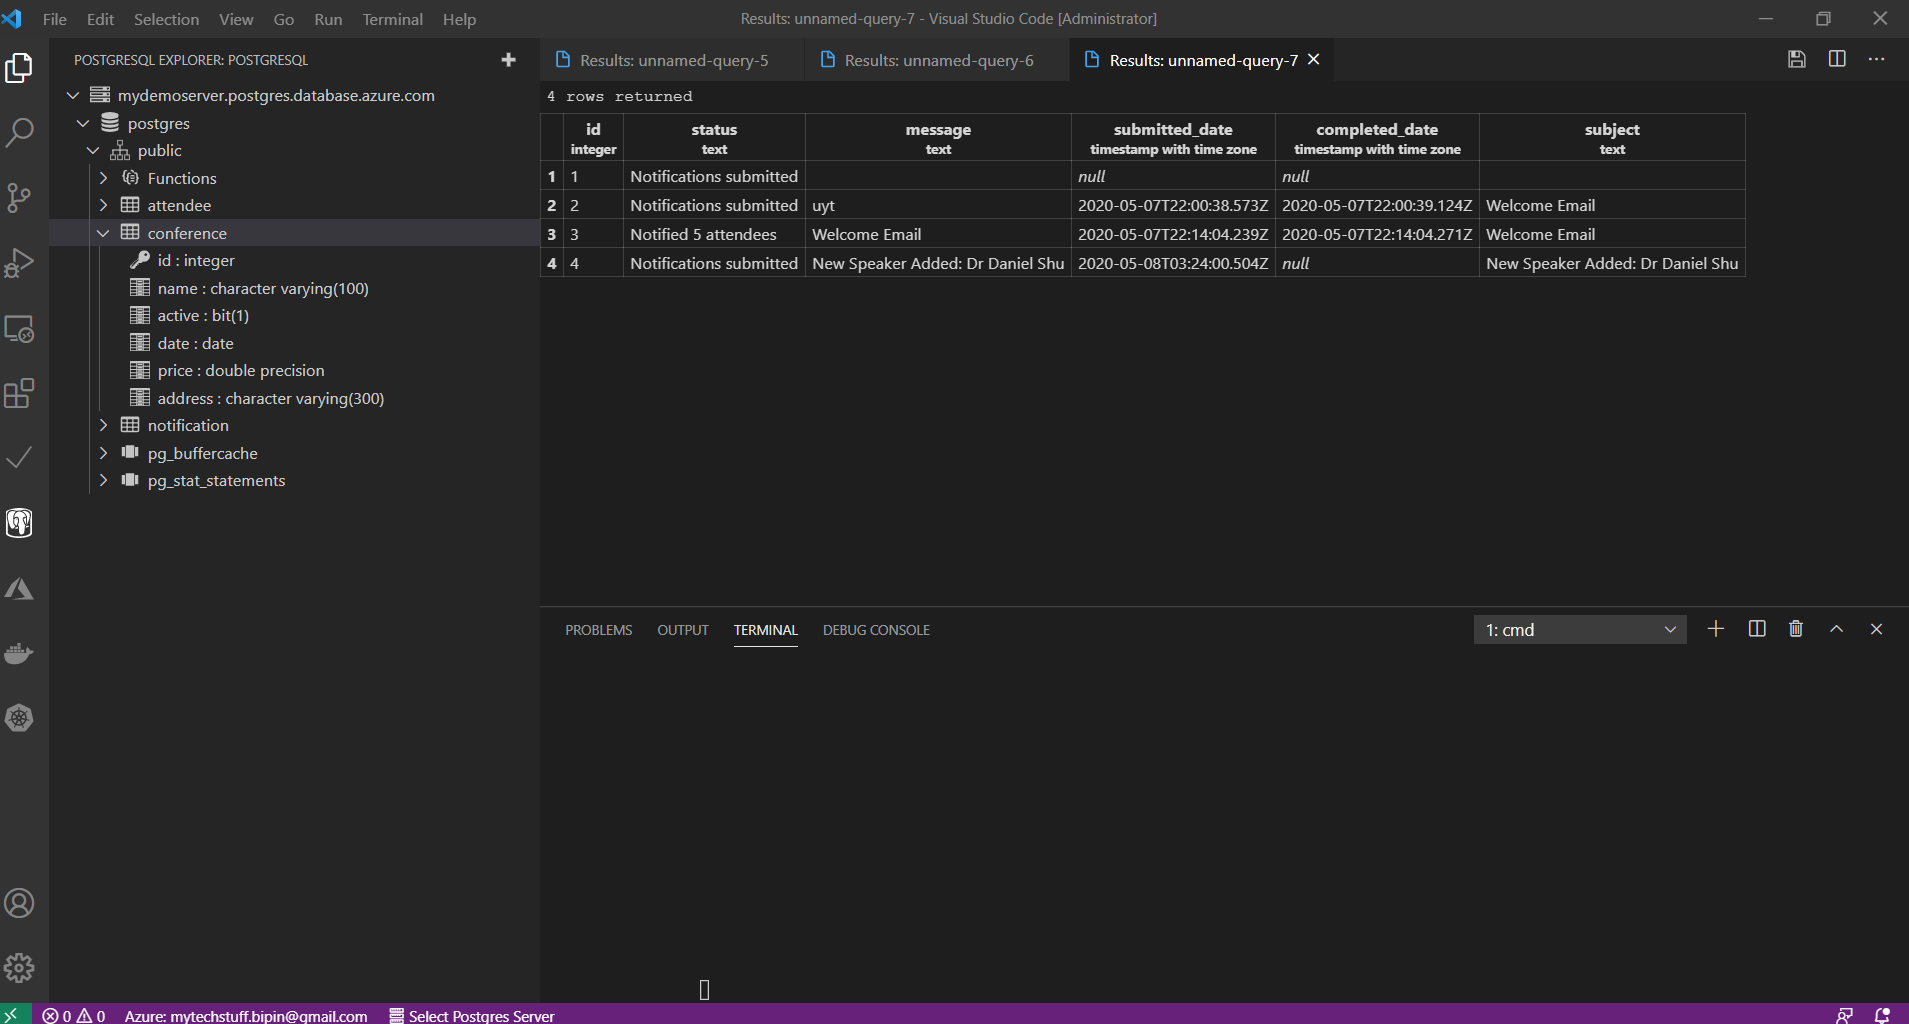 File Edit Selection View Go Run Terminal Help
Results: unnamed-query-7 - Visual Studio Code [Administrator]
POSTGRESQL EXPLORER: POSTGRESQL
mydemoserver.postgres.database.azure.com
postgres
public
Functions
attendee
conference
id : integer
name : character varying(100)
active : bit(1)
date : date
price : double precision
address : character varying(300)
notification
pg_buffercache
pg_stat_statements
Results: unnamed-query-5 Results: unnamed-query-6 Results: unnamed-query-7
4 rows returned
id status message submitted_date completed_date subject
integer text text timestamp with time zone timestamp with time zone text
1 1 Notifications submitted null null
2 2 Notifications submitted uyt 2020-05-07T22:00:38.573Z 2020-05-07T22:00:39.124Z Welcome Email
3 3 Notified 5 attendees Welcome Email 2020-05-07T22:14:04.239Z 2020-05-07T22:14:04.271Z Welcome Email
4 4 Notifications submitted New Speaker Added: Dr Daniel Shu 2020-05-08T03:24:00.504Z null New Speaker Added: Dr Daniel Shu
PROBLEMS OUTPUT TERMINAL DEBUG CONSOLE 1: cmd
0 0 Azure: mytechstuff.bipin@gmail.com Select Postgres Server